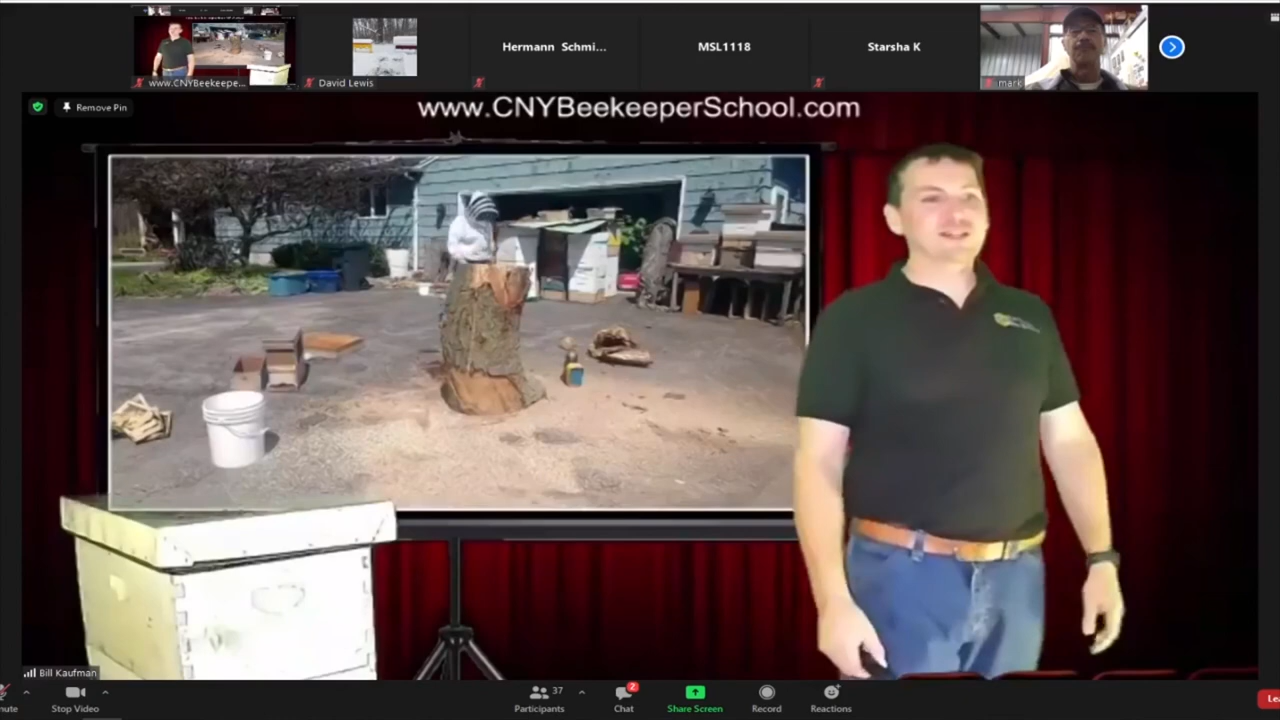 www.CNYBeekeepe...
David Lewis
Hermann Schmi...
MSL1118
Starsha K
mark
Remove Pin
www.CNYBeekeeperSchool.com
Bill Kaufman
Stop Video
37
Participants
2
Chat
Share Screen
Record
Reactions